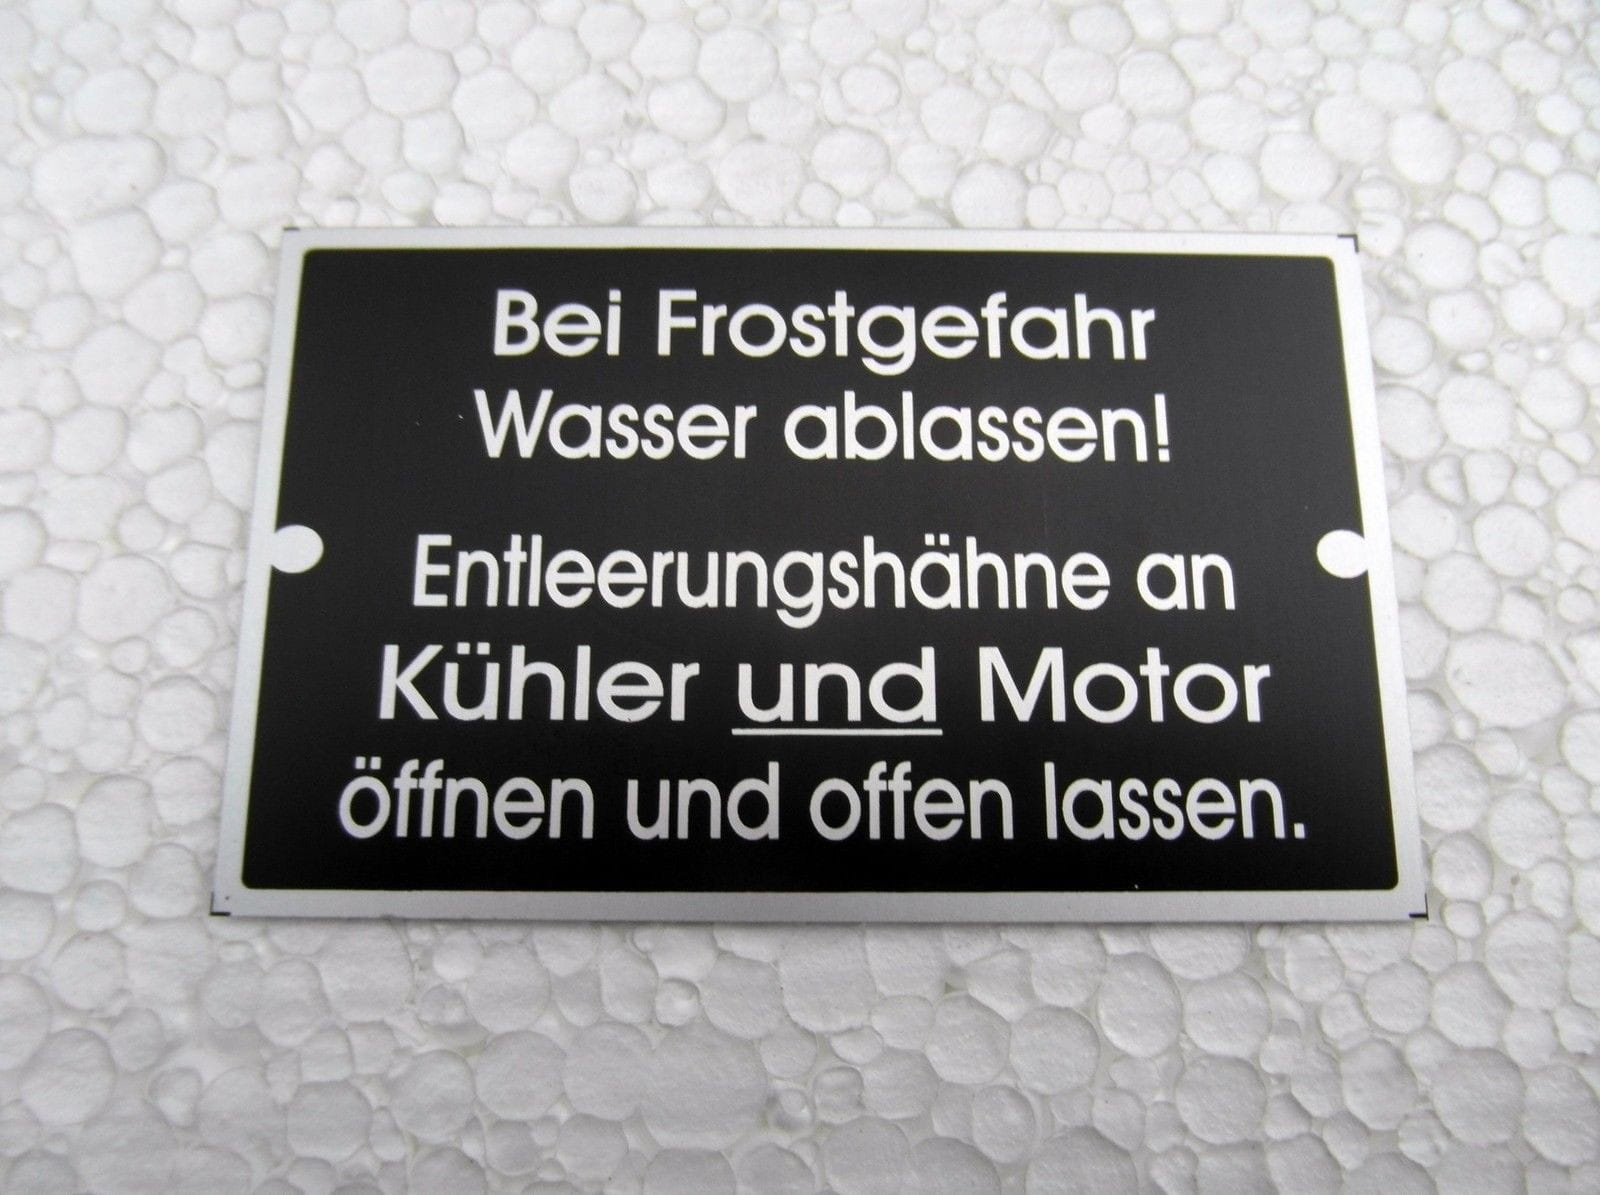 Bei Frostgefahr
Wasser ablassen!
Entleerungshähne an
Kühler und Motor
öffnen und offen lassen.